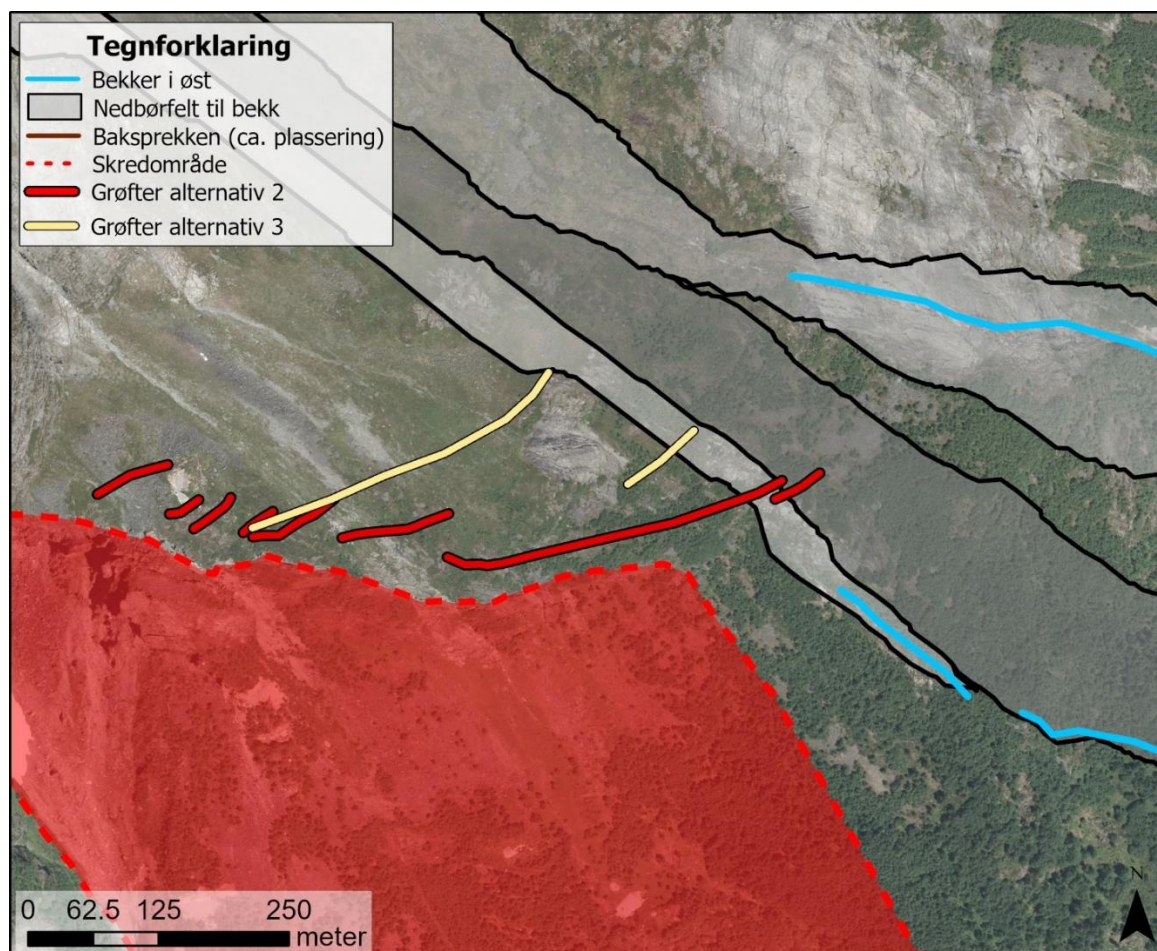 Tegnforklaring
Bekker i øst
Nedbørfelt til bekk
Baksprekken (ca. plassering)
Skredområde
Grøfter alternativ 2
Grøfter alternativ 3
0 62.5 125 250
meter
N